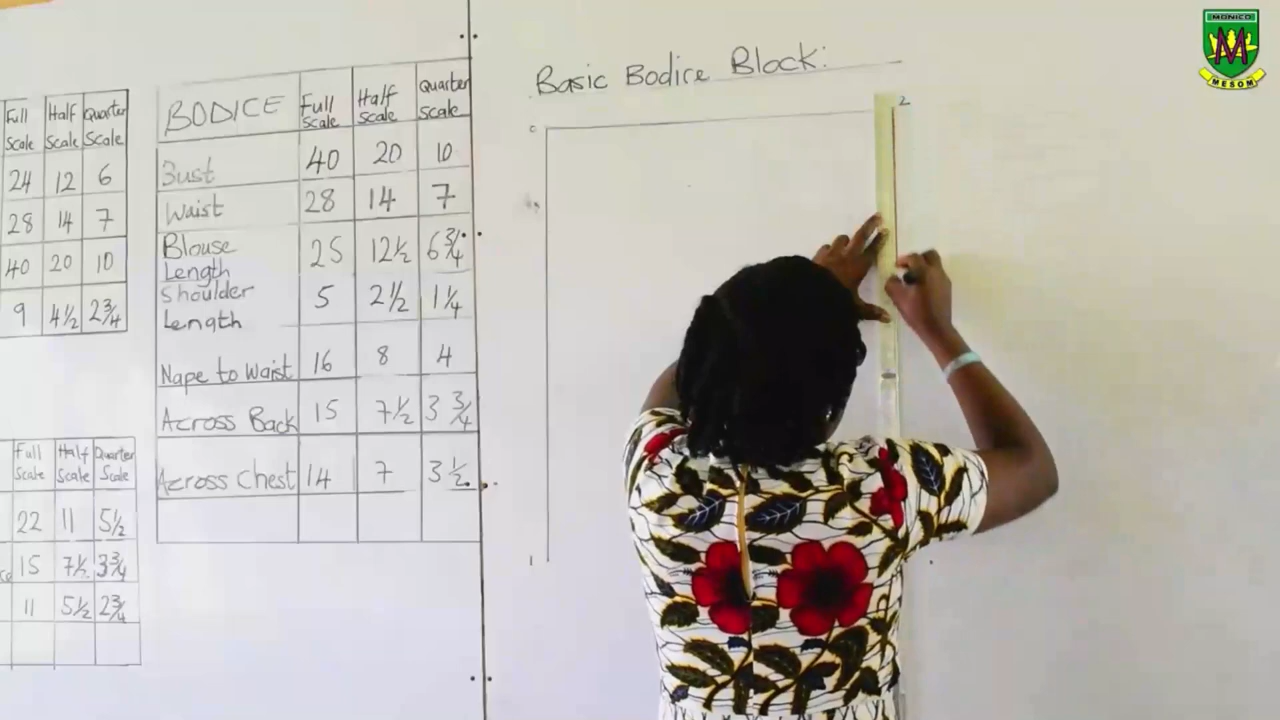 Full Scale Half Scale Quarter Scale
24 12 6
28 14 7
40 20 10
9 4½ 2¾
Full Scale Half Scale Quarter Scale
22 11 5½
15 7½ 3¾
11 5½ 2¾
BODICE Full Scale Half Scale Quarter Scale
Bust 40 20 10
Waist 28 14 7
Blouse Length 25 12½ 6¾
Shoulder Length 5 2½ 1¼
Nape to Waist 16 8 4
Across Back 15 7½ 3¾
Across Chest 14 7 3½
Basic Bodice Block:
0
2
1
MONICO
M
MESOM